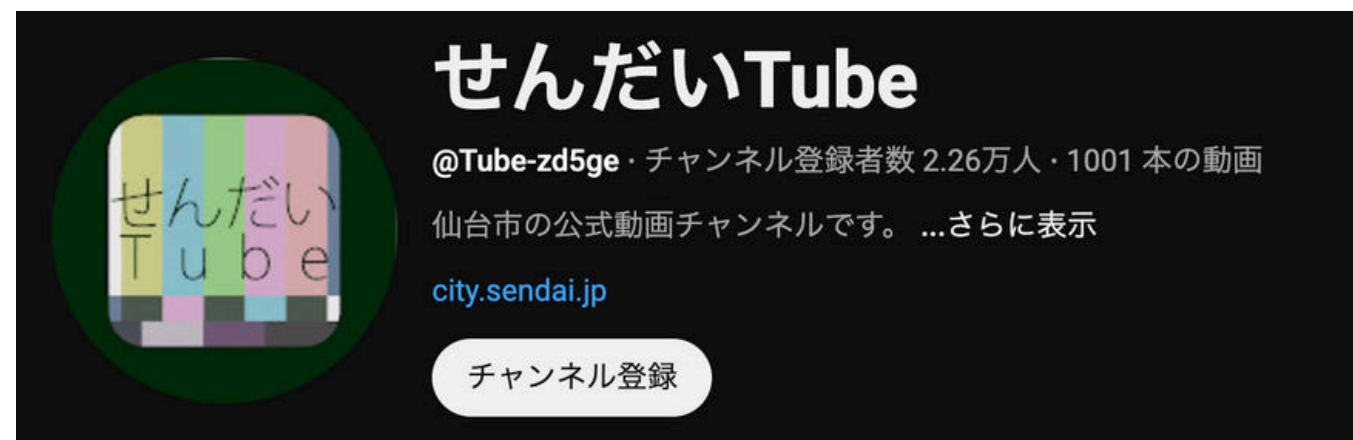 せんだい
Tube
せんだいTube
@Tube-zd5ge · チャンネル登録者数 2.26万人 · 1001 本の動画
仙台市の公式動画チャンネルです。 ...さらに表示
city.sendai.jp
チャンネル登録